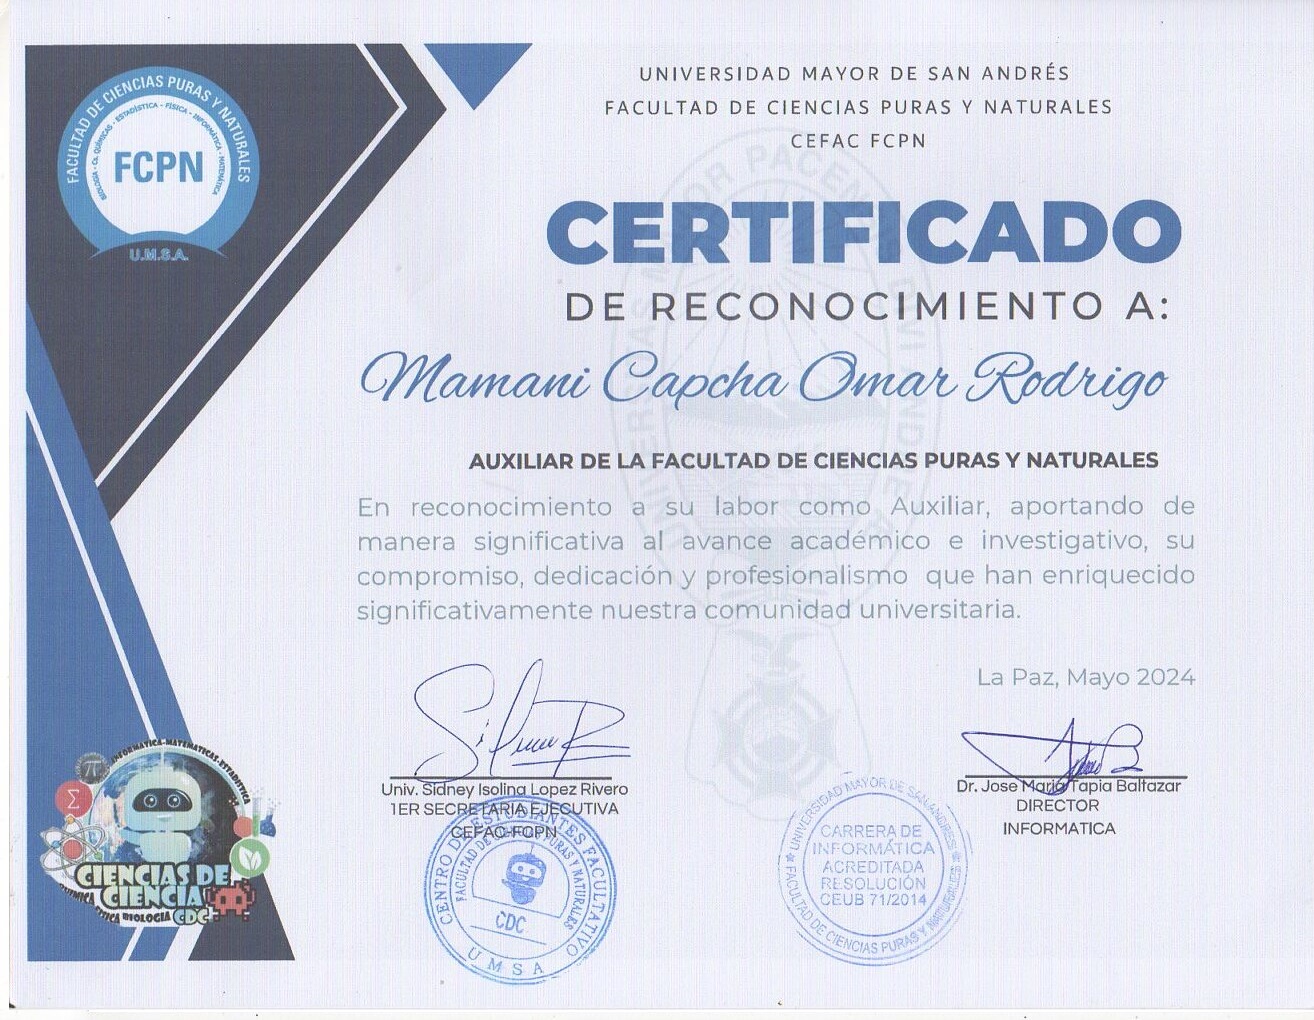 UNIVERSIDAD MAYOR DE SAN ANDRÉS
FACULTAD DE CIENCIAS PURAS Y NATURALES
CEFAC FCPN
FACULTAD DE CIENCIAS PURAS Y NATURALES
BIOLOGÍA - Cs. QUÍMICAS - ESTADÍSTICA - FÍSICA - INFORMÁTICA - MATEMÁTICA
FCPN
U.M.S.A.
CERTIFICADO
DE RECONOCIMIENTO A:
Mamani Capcha Omar Rodrigo
AUXILIAR DE LA FACULTAD DE CIENCIAS PURAS Y NATURALES
En reconocimiento a su labor como Auxiliar, aportando de
manera significativa al avance académico e investigativo, su
compromiso, dedicación y profesionalismo que han enriquecido
significativamente nuestra comunidad universitaria.
La Paz, Mayo 2024
Univ. Sidney Isolina Lopez Rivero
1ER SECRETARIA EJECUTIVA
CEFAC-FCPN
Dr. Jose Maria Tapia Baltazar
DIRECTOR
INFORMATICA
INFORMATICA-MATEMATICAS-ESTADISTICA
π
Σ
CIENCIAS DE
CIENCIA
QUIMICA FISICA BIOLOGIA CDC
CENTRO DE ESTUDIANTES FACULTATIVO
FACULTAD DE CIENCIAS PURAS Y NATURALES
CDC
UMSA
UNIVERSIDAD MAYOR DE SAN ANDRES
CARRERA DE
INFORMÁTICA
ACREDITADA
RESOLUCIÓN
CEUB 71/2014
FACULTAD DE CIENCIAS PURAS Y NATURALES